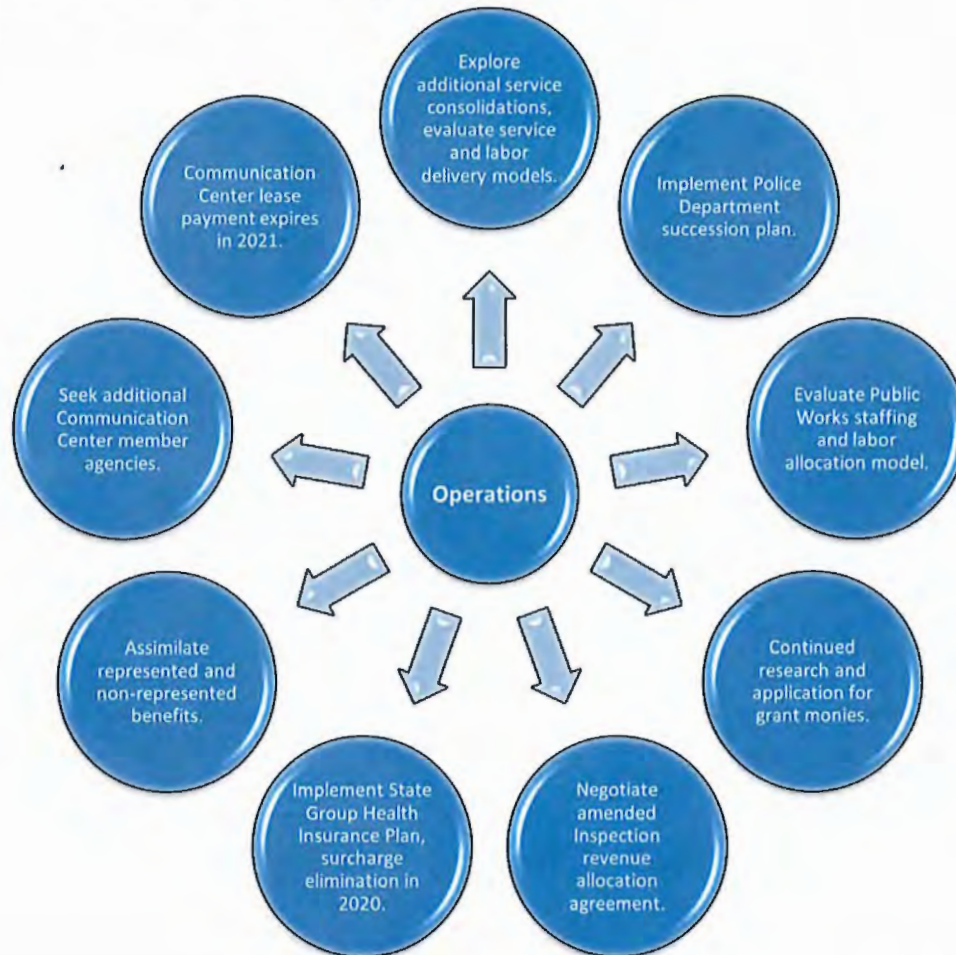 Explore
additional service
consolidations,
evaluate service
and labor
delivery models.
Implement Police
Department
succession plan.
Evaluate Public
Works staffing
and labor
allocation model.
Continued
research and
application for
grant monies.
Negotiate
amended
Inspection
revenue
allocation
agreement.
Implement State
Group Health
Insurance Plan,
surcharge
elimination in
2020.
Assimilate
represented and
non-represented
benefits.
Seek additional
Communication
Center member
agencies.
Communication
Center lease
payment expires
in 2021.
Operations